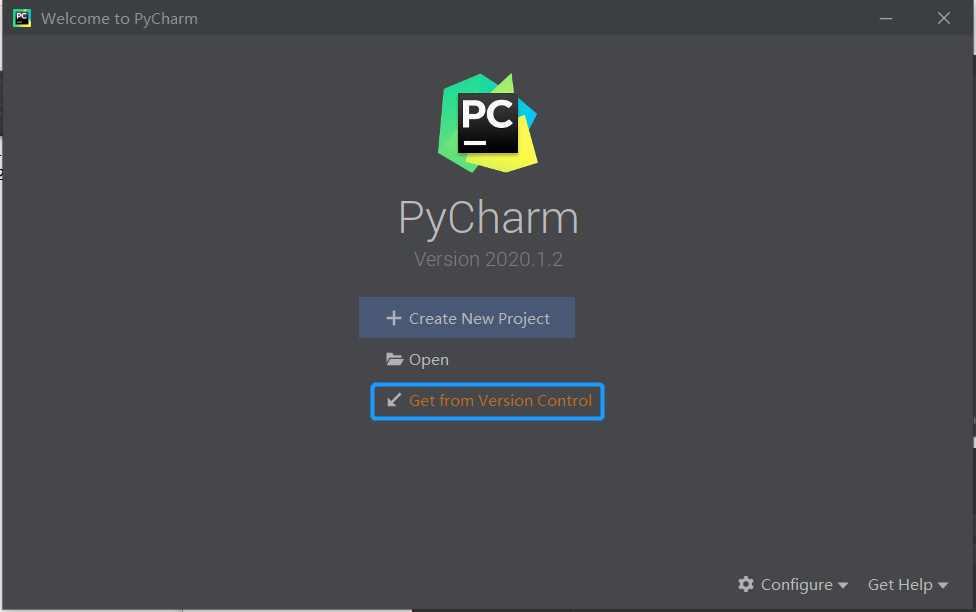 Welcome to PyCharm
PC
PyCharm
Version 2020.1.2
Create New Project
Open
Get from Version Control
Configure
Get Help